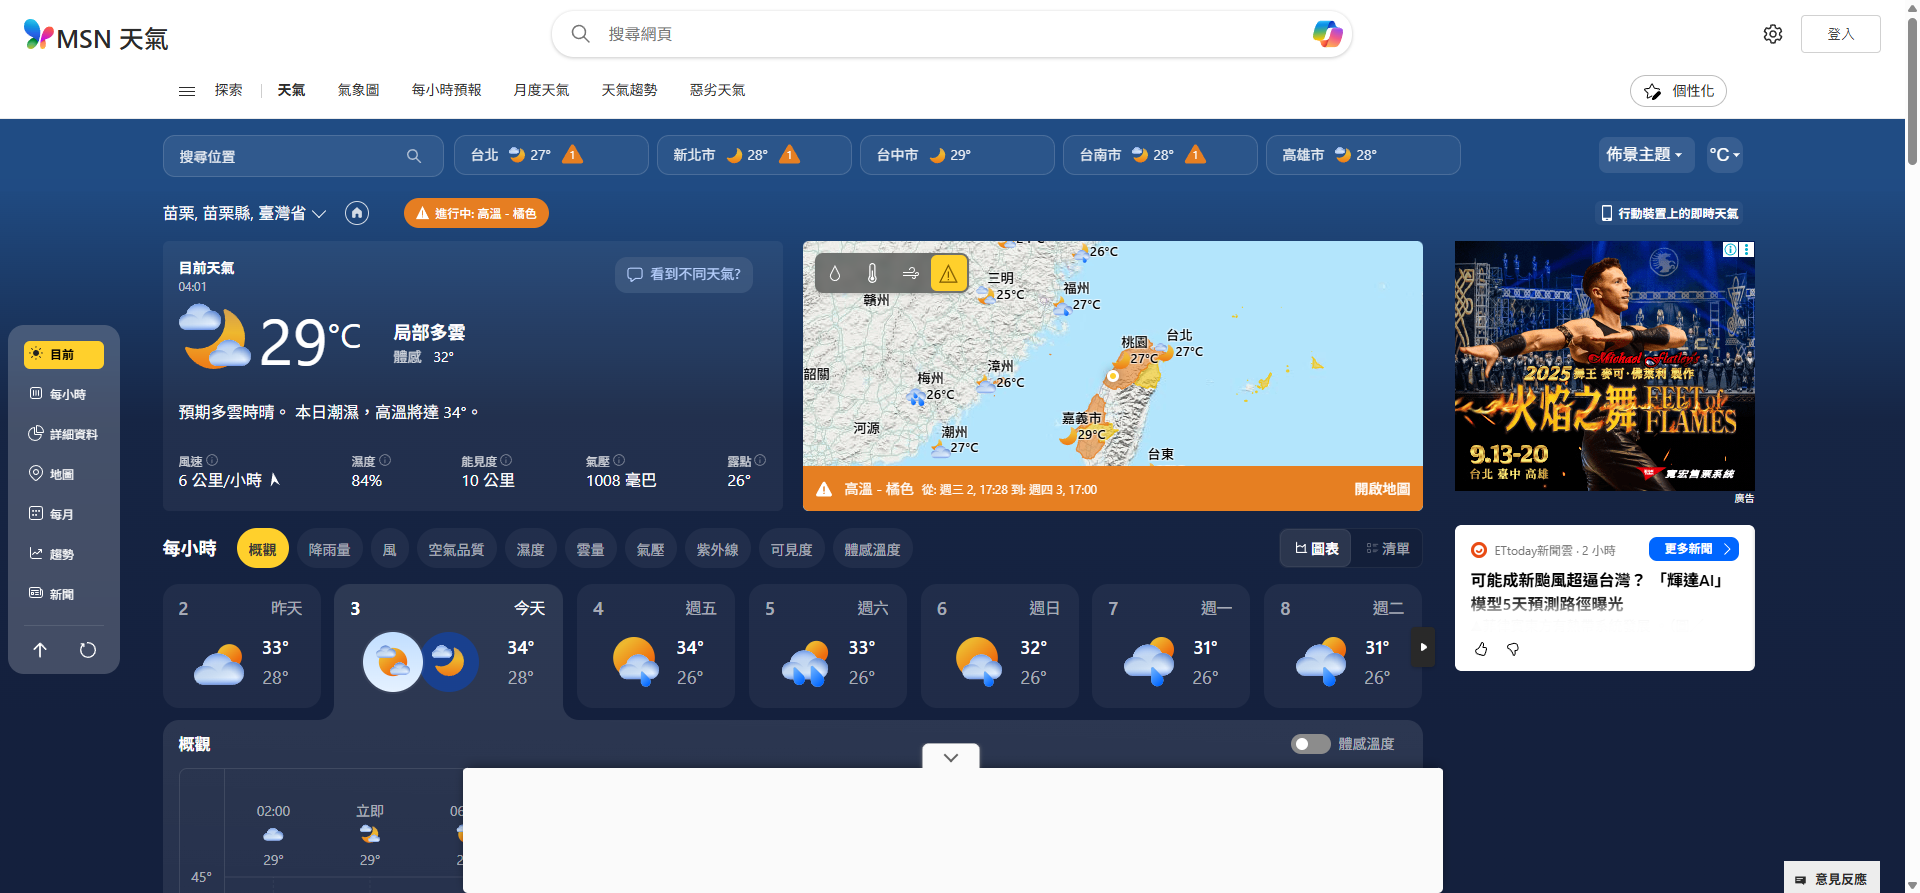 MSN 天氣
搜尋網頁
登入
探索
天氣
氣象圖
每小時預報
月度天氣
天氣趨勢
惡劣天氣
個性化
搜尋位置
台北 27° 1
新北市 28° 1
台中市 29°
台南市 28° 1
高雄市 28°
佈景主題
°C
苗栗, 苗栗縣, 臺灣省
進行中: 高溫 - 橘色
行動裝置上的即時天氣
目前天氣
04:01
看到不同天氣?
29°C
局部多雲
體感 32°
預期多雲時晴。 本日潮濕，高溫將達 34°。
風速
6 公里/小時
濕度
84%
能見度
10 公里
氣壓
1008 毫巴
露點
26°
26°C
三明
25°C
贛州
福州
27°C
台北
27°C
桃園
27°C
韶關
漳州
26°C
梅州
26°C
河源
潮州
27°C
嘉義市
29°C
台東
高溫 - 橘色 從: 週三 2, 17:28 到: 週四 3, 17:00
開啟地圖
Michael Flatley's
2025 舞王 麥可·佛萊利 製作
火焰之舞 FEET of FLAMES
9.13-20
台北 臺中 高雄
寬宏售票系統
廣告
目前
每小時
詳細資料
地圖
每月
趨勢
新聞
每小時
概觀
降雨量
風
空氣品質
濕度
雲量
氣壓
紫外線
可見度
體感溫度
圖表
清單
ETtoday新聞雲 · 2 小時
更多新聞
可能成新颱風超逼台灣？ 「輝達AI」
模型5天預測路徑曝光
2 昨天
33°
28°
3 今天
34°
28°
4 週五
34°
26°
5 週六
33°
26°
6 週日
32°
26°
7 週一
31°
26°
8 週二
31°
26°
概觀
體感溫度
02:00
立即
29°
29°
45°
意見反應